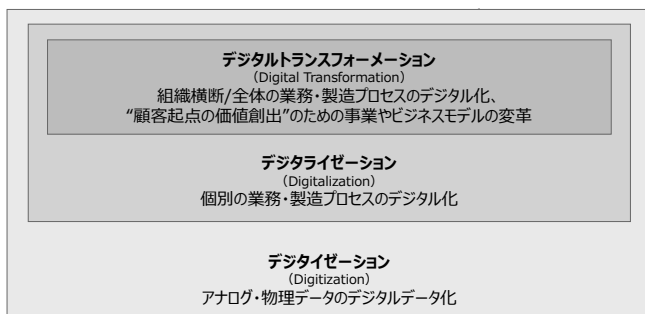 デジタルトランスフォーメーション
(Digital Transformation)
組織横断/全体の業務・製造プロセスのデジタル化、
“顧客起点の価値創出”のための事業やビジネスモデルの変革
デジタライゼーション
(Digitalization)
個別の業務・製造プロセスのデジタル化
デジタイゼーション
(Digitization)
アナログ・物理データのデジタルデータ化